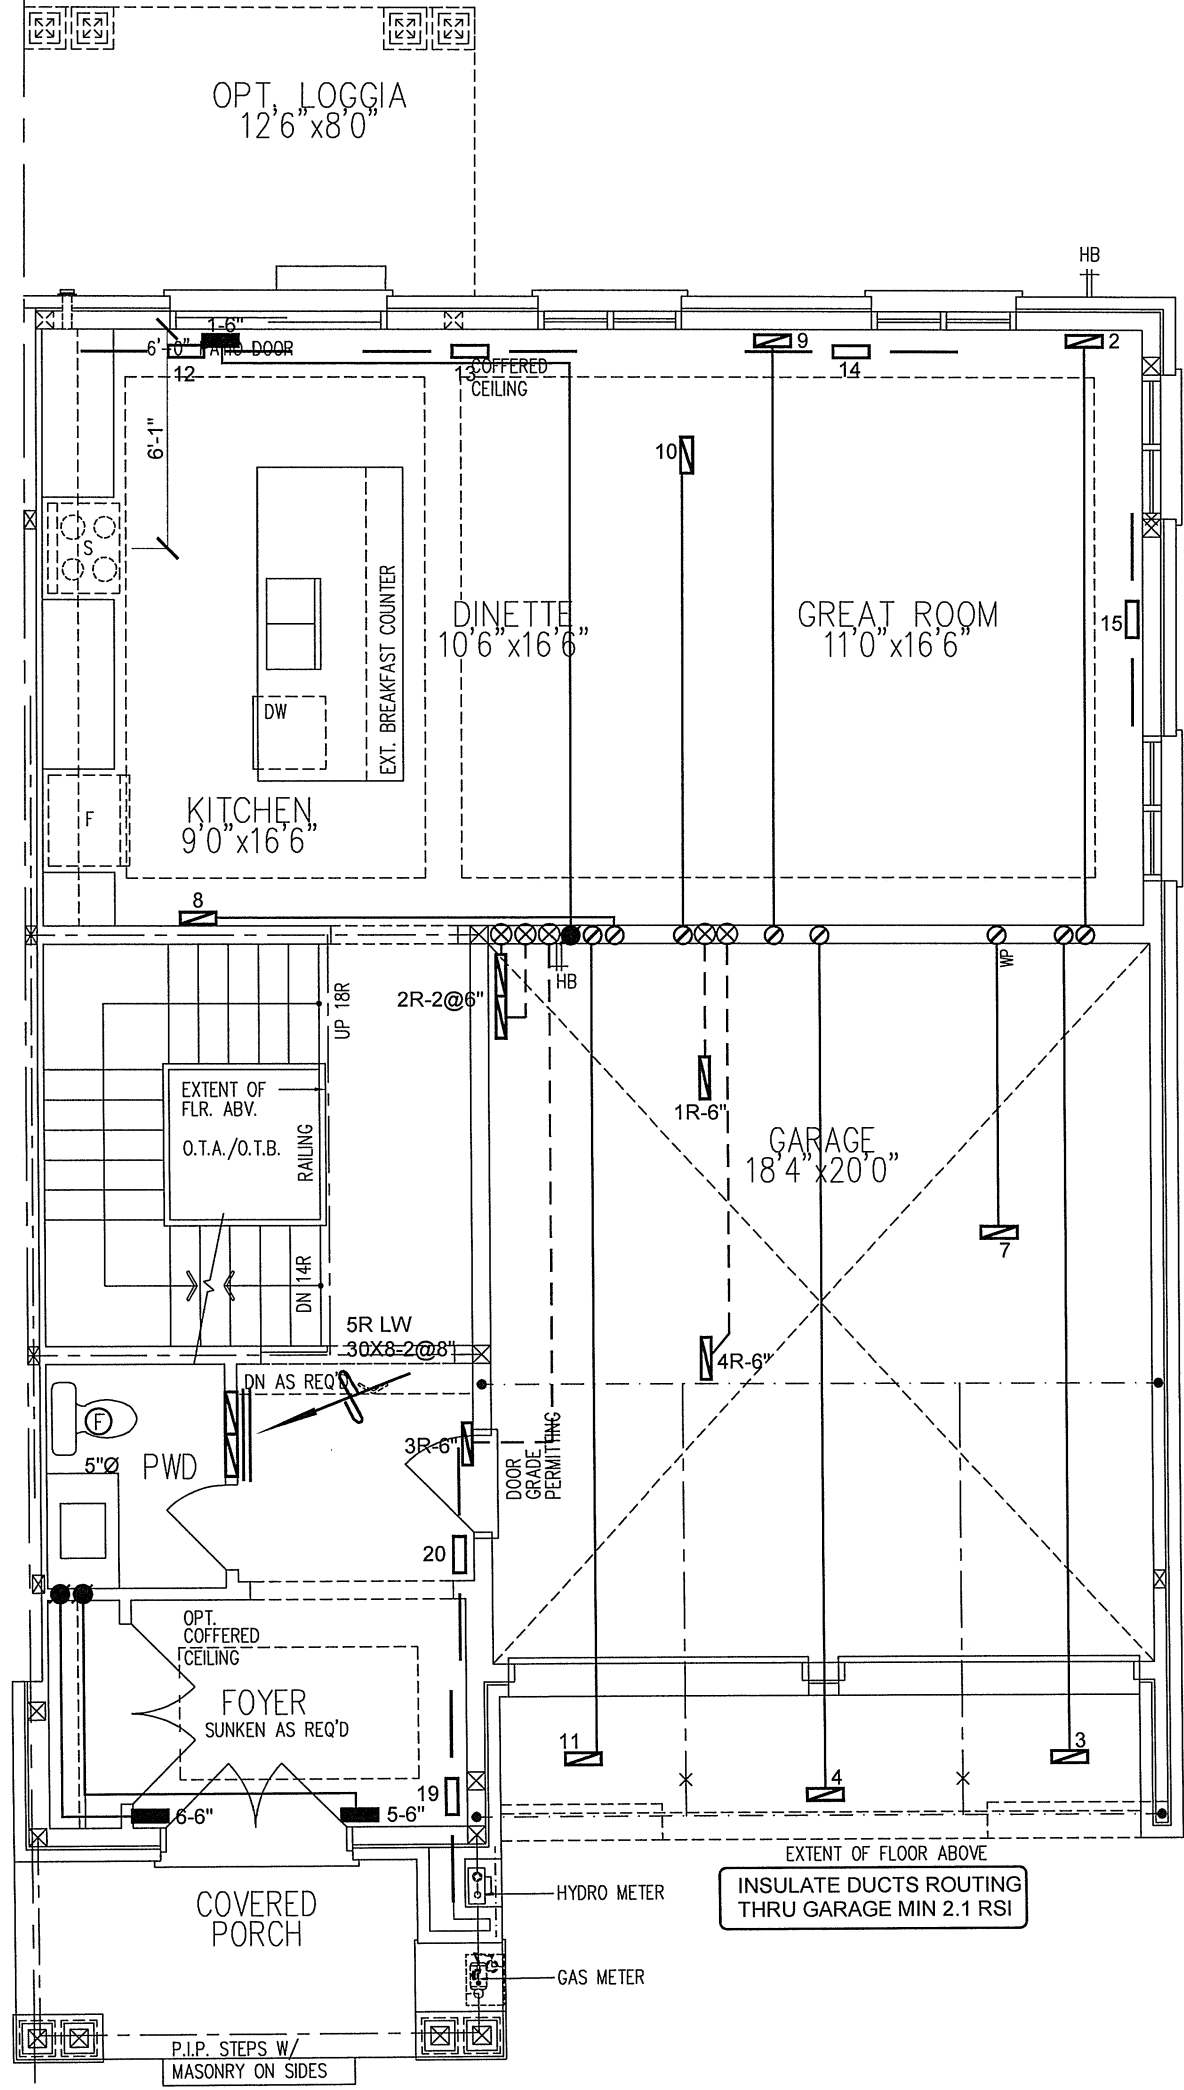 OPT. LOGGIA
12'6"x8'0"
HB
1-6"
6'-0"
DOOR
12
13
COFFERED
CEILING
9
14
2
6'-1"
10
S
EXT. BREAKFAST COUNTER
DINETTE
10'6"x16'6"
GREAT ROOM
11'0"x16'6"
15
DW
KITCHEN
9'0"x16'6"
F
8
2R-2@6"
HB
WP
UP 18R
EXTENT OF
FLR. ABV.
O.T.A./O.T.B.
RAILING
1R-6"
GARAGE
18'4"x20'0"
7
DN 14R
5R LW
30X8-2@8"
4R-6"
DN AS REQ'D
F
3R-6"
5"Ø
PWD
DOOR
GRADE
PERMITTING
20
OPT.
COFFERED
CEILING
FOYER
SUNKEN AS REQ'D
11
3
19
4
6-6"
5-6"
EXTENT OF FLOOR ABOVE
INSULATE DUCTS ROUTING
THRU GARAGE MIN 2.1 RSI
HYDRO METER
COVERED
PORCH
GAS METER
P.I.P. STEPS W/
MASONRY ON SIDES